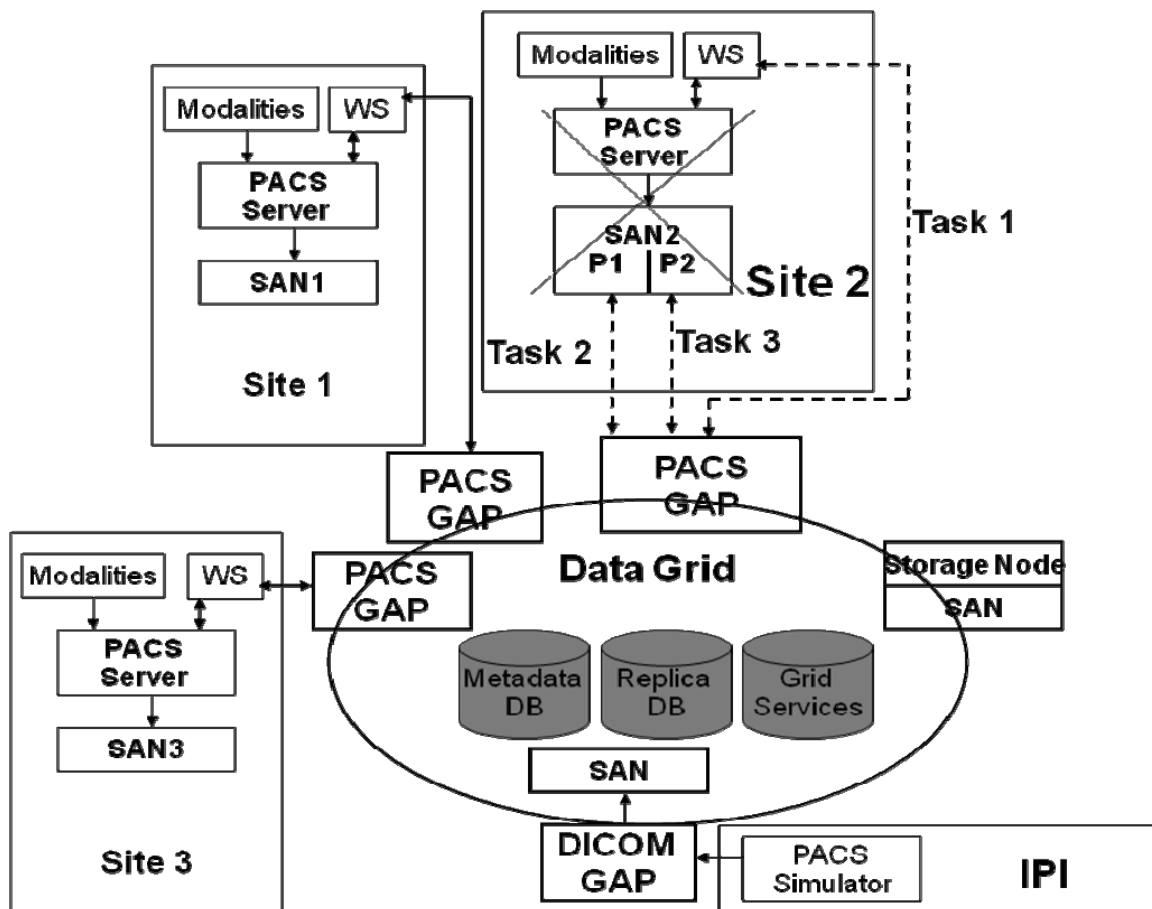 Modalities
WS
PACS
Server
SAN2
P1
P2
Site 2
Task 1
Task 2
Task 3
Modalities
WS
PACS
Server
SAN1
Site 1
PACS
GAP
PACS
GAP
PACS
GAP
Data Grid
Storage Node
SAN
Modalities
WS
PACS
Server
SAN3
Site 3
Metadata
DB
Replica
DB
Grid
Services
SAN
DICOM
GAP
PACS
Simulator
IPI